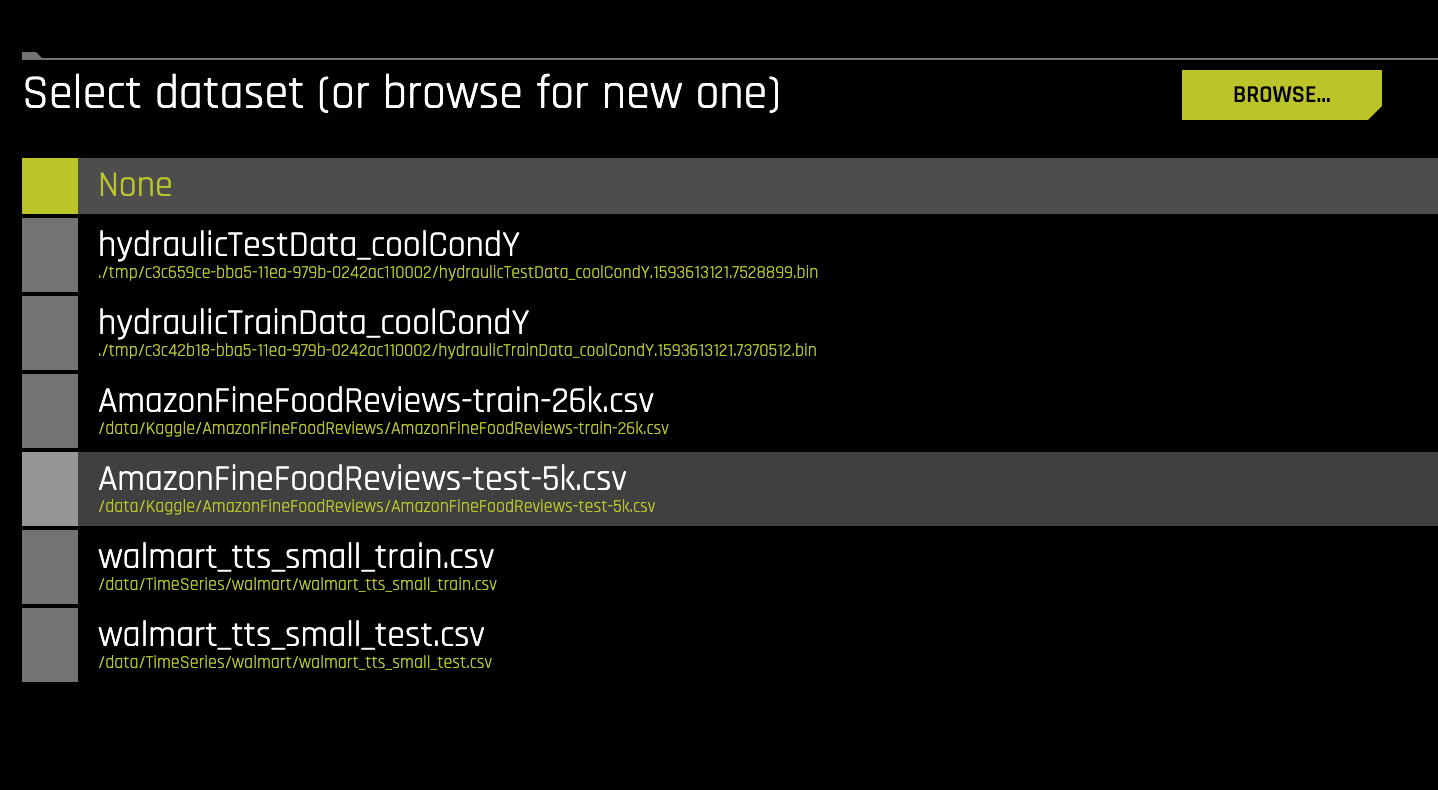 Select dataset (or browse for new one)
BROWSE...
None
hydraulicTestData_coolCondY
./tmp/c3c659ce-bba5-11ea-979b-0242ac110002/hydraulicTestData_coolCondY.1593613121.7528899.bin
hydraulicTrainData_coolCondY
./tmp/c3c42b18-bba5-11ea-979b-0242ac110002/hydraulicTrainData_coolCondY.1593613121.7370512.bin
AmazonFineFoodReviews-train-26k.csv
/data/Kaggle/AmazonFineFoodReviews/AmazonFineFoodReviews-train-26k.csv
AmazonFineFoodReviews-test-5k.csv
/data/Kaggle/AmazonFineFoodReviews/AmazonFineFoodReviews-test-5k.csv
walmart_tts_small_train.csv
/data/TimeSeries/walmart/walmart_tts_small_train.csv
walmart_tts_small_test.csv
/data/TimeSeries/walmart/walmart_tts_small_test.csv